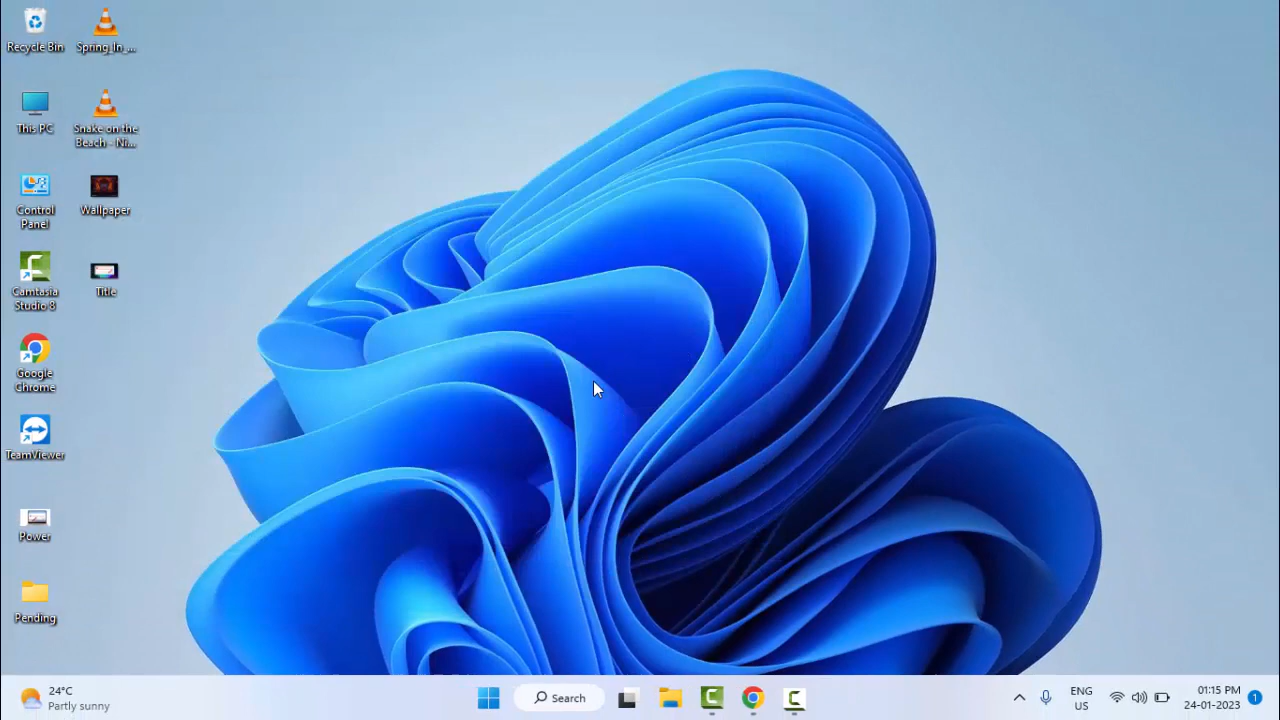 Recycle Bin
Spring_In_...
This PC
Snake on the
Beach - Ni...
Control
Panel
Wallpaper
Camtasia
Studio 8
Title
Google
Chrome
TeamViewer
Power
Pending
24°C
Partly sunny
Search
ENG
US
01:15 PM
24-01-2023
1